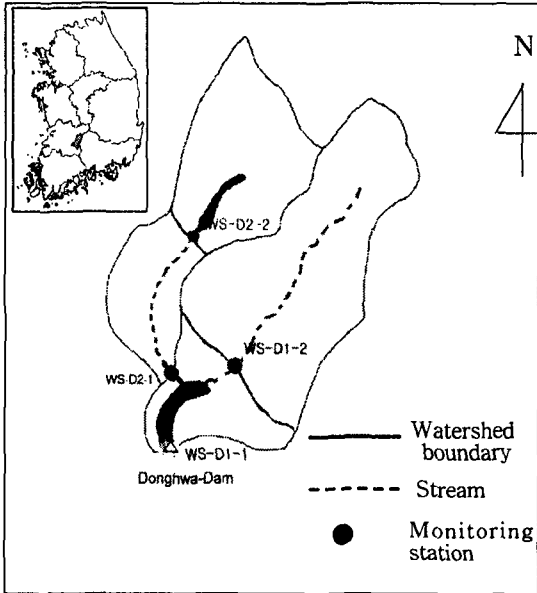 N
WS-D2-2
WS-D1-2
WS-D2-1
WS-D1-1
Donghwa-Dam
Watershed
boundary
Stream
Monitoring
station